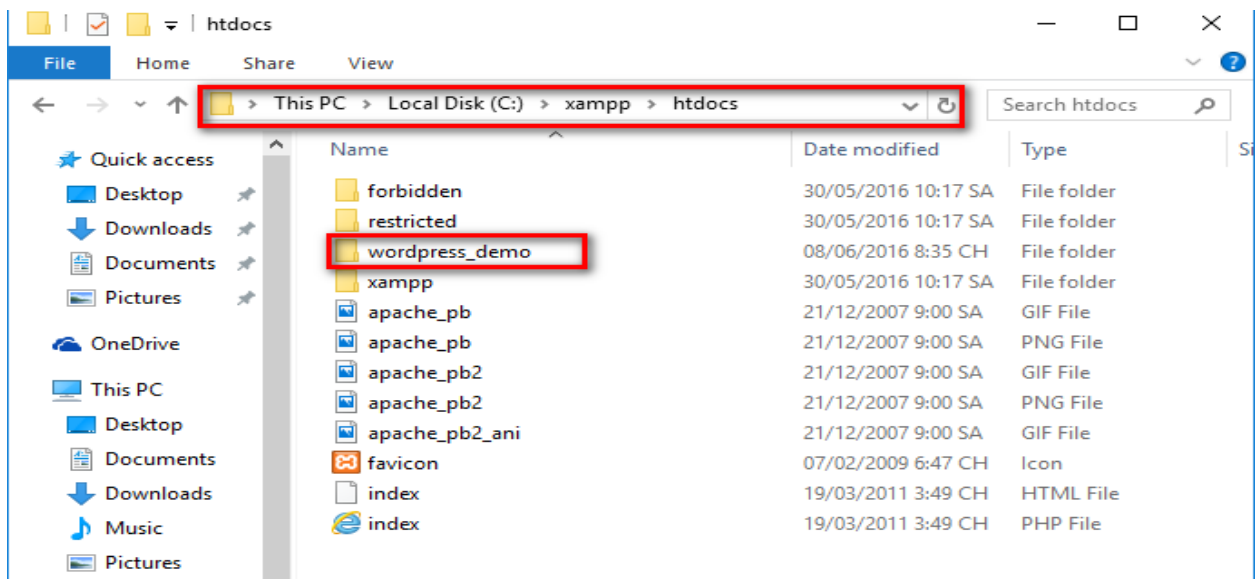 htdocs
File Home Share View
This PC > Local Disk (C:) > xampp > htdocs Search htdocs
Name Date modified Type Si
Quick access
Desktop
Downloads
Documents
Pictures
OneDrive
This PC
Desktop
Documents
Downloads
Music
Pictures
forbidden 30/05/2016 10:17 SA File folder
restricted 30/05/2016 10:17 SA File folder
wordpress_demo 08/06/2016 8:35 CH File folder
xampp 30/05/2016 10:17 SA File folder
apache_pb 21/12/2007 9:00 SA GIF File
apache_pb 21/12/2007 9:00 SA PNG File
apache_pb2 21/12/2007 9:00 SA GIF File
apache_pb2 21/12/2007 9:00 SA PNG File
apache_pb2_ani 21/12/2007 9:00 SA GIF File
favicon 07/02/2009 6:47 CH Icon
index 19/03/2011 3:49 CH HTML File
index 19/03/2011 3:49 CH PHP File